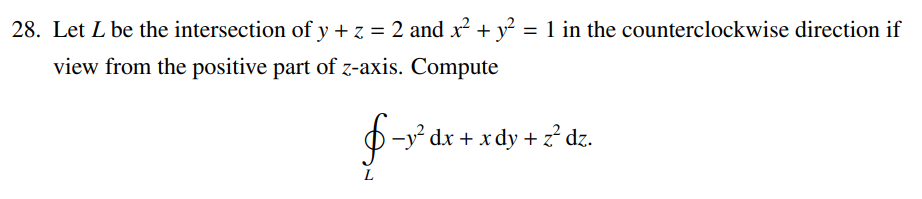 28. Let L be the intersection of y + z = 2 and x² + y² = 1 in the counterclockwise direction if
view from the positive part of z-axis. Compute
∮ −y² dx + x dy + z² dz.
L